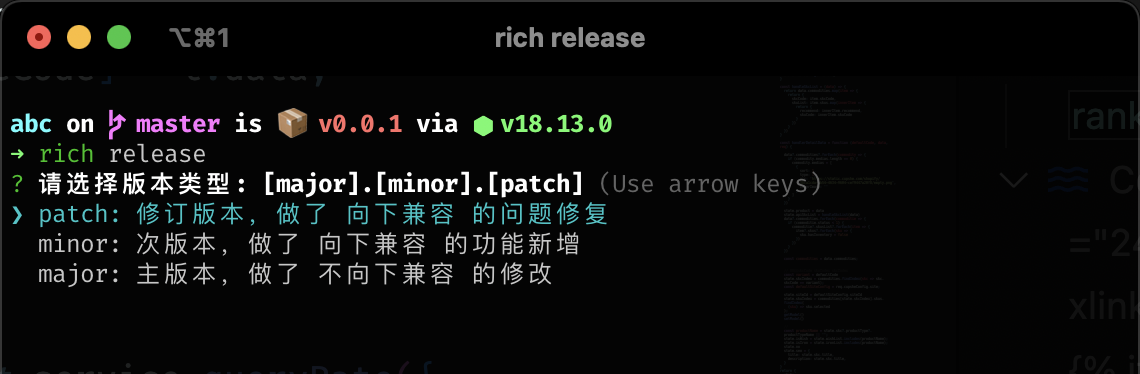 ⌥⌘1 rich release
abc on master is 📦 v0.0.1 via ⬢ v18.13.0
→ rich release
? 请选择版本类型: [major].[minor].[patch] (Use arrow keys)
❯ patch: 修订版本, 做了 向下兼容 的问题修复
minor: 次版本, 做了 向下兼容 的功能新增
major: 主版本, 做了 不向下兼容 的修改
rank
C
="2
xlink
{% i